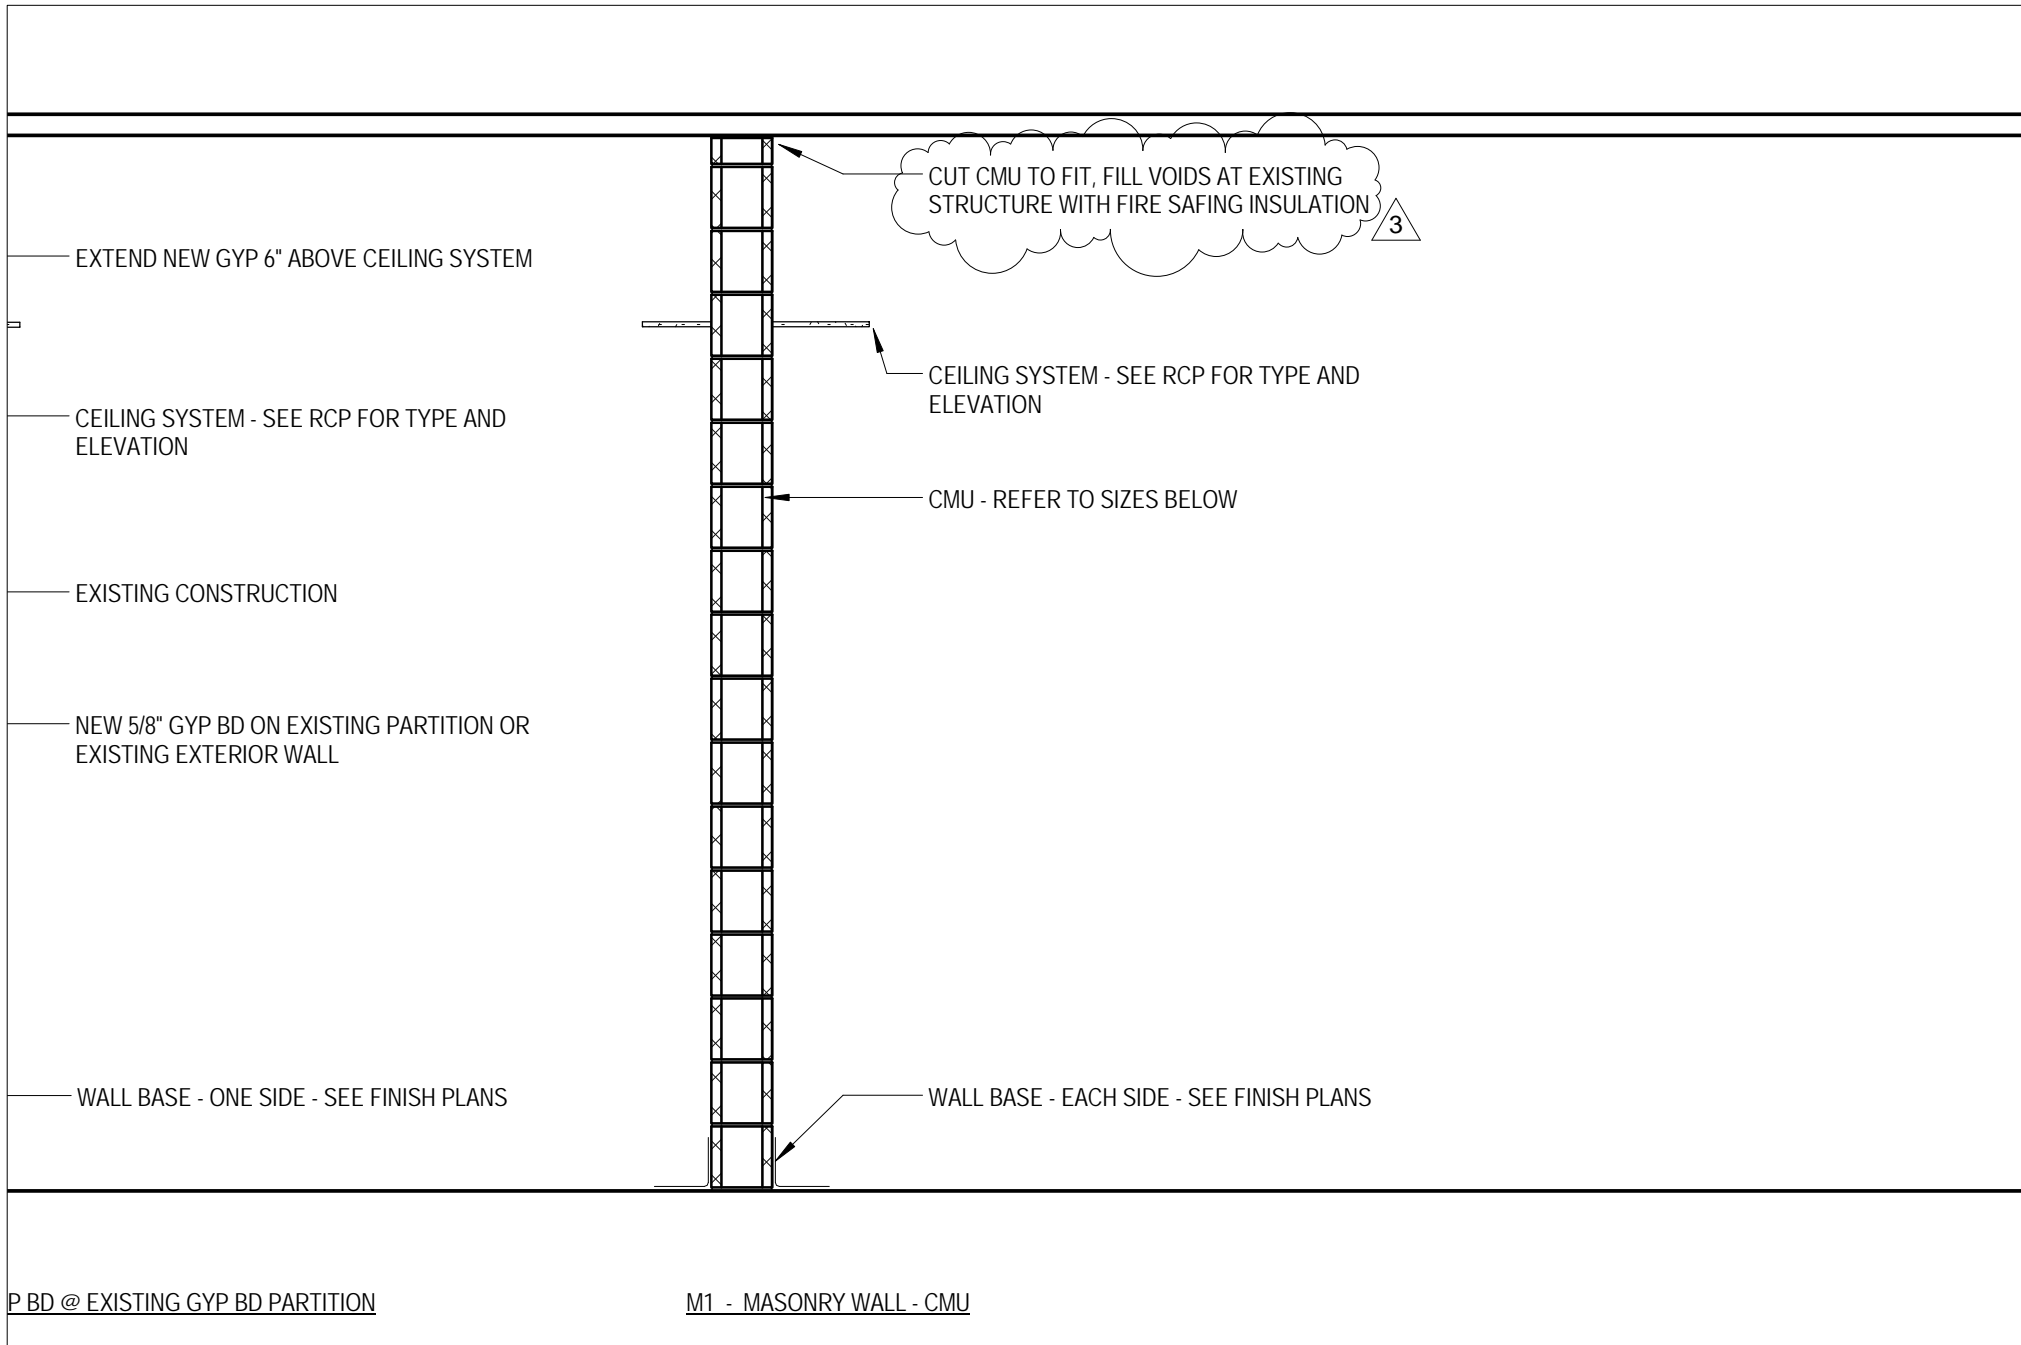 CUT CMU TO FIT, FILL VOIDS AT EXISTING
STRUCTURE WITH FIRE SAFING INSULATION
3
EXTEND NEW GYP 6" ABOVE CEILING SYSTEM
CEILING SYSTEM - SEE RCP FOR TYPE AND
ELEVATION
CEILING SYSTEM - SEE RCP FOR TYPE AND
ELEVATION
CMU - REFER TO SIZES BELOW
EXISTING CONSTRUCTION
NEW 5/8" GYP BD ON EXISTING PARTITION OR
EXISTING EXTERIOR WALL
WALL BASE - ONE SIDE - SEE FINISH PLANS
WALL BASE - EACH SIDE - SEE FINISH PLANS
P BD @ EXISTING GYP BD PARTITION
M1 - MASONRY WALL - CMU